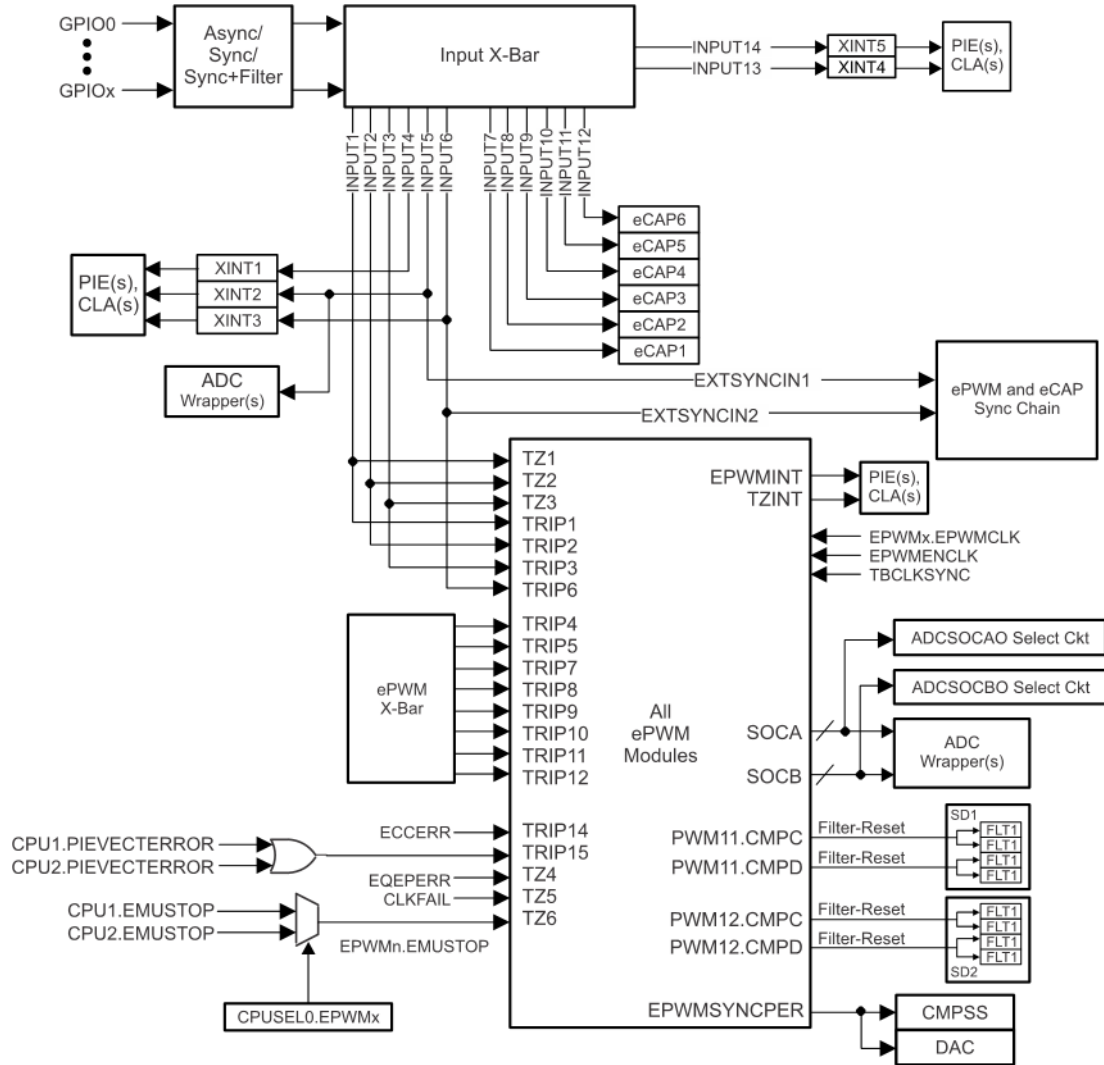 GPIO0
GPIOx
Async/
Sync/
Sync+Filter
Input X-Bar
INPUT14
INPUT13
XINT5
XINT4
PIE(s),
CLA(s)
INPUT1
INPUT2
INPUT3
INPUT4
INPUT5
INPUT6
INPUT7
INPUT8
INPUT9
INPUT10
INPUT11
INPUT12
eCAP6
eCAP5
eCAP4
eCAP3
eCAP2
eCAP1
PIE(s),
CLA(s)
XINT1
XINT2
XINT3
ADC
Wrapper(s)
EXTSYNCIN1
EXTSYNCIN2
ePWM and eCAP
Sync Chain
TZ1
TZ2
TZ3
TRIP1
TRIP2
TRIP3
TRIP6
EPWMINT
TZINT
PIE(s),
CLA(s)
EPWMx.EPWMCLK
EPWMENCLK
TBCLKSYNC
ePWM
X-Bar
TRIP4
TRIP5
TRIP7
TRIP8
TRIP9
TRIP10
TRIP11
TRIP12
All
ePWM
Modules
SOCA
SOCB
ADCSOCAO Select Ckt
ADCSOCBO Select Ckt
ADC
Wrapper(s)
CPU1.PIEVECTERROR
CPU2.PIEVECTERROR
ECCERR
TRIP14
TRIP15
EQEPERR
TZ4
CLKFAIL
TZ5
TZ6
CPU1.EMUSTOP
CPU2.EMUSTOP
EPWMn.EMUSTOP
CPUSEL0.EPWMx
PWM11.CMPC
Filter-Reset
PWM11.CMPD
Filter-Reset
SD1
FLT1
FLT1
FLT1
FLT1
PWM12.CMPC
Filter-Reset
PWM12.CMPD
Filter-Reset
FLT1
FLT1
FLT1
FLT1
SD2
EPWMSYNCPER
CMPSS
DAC